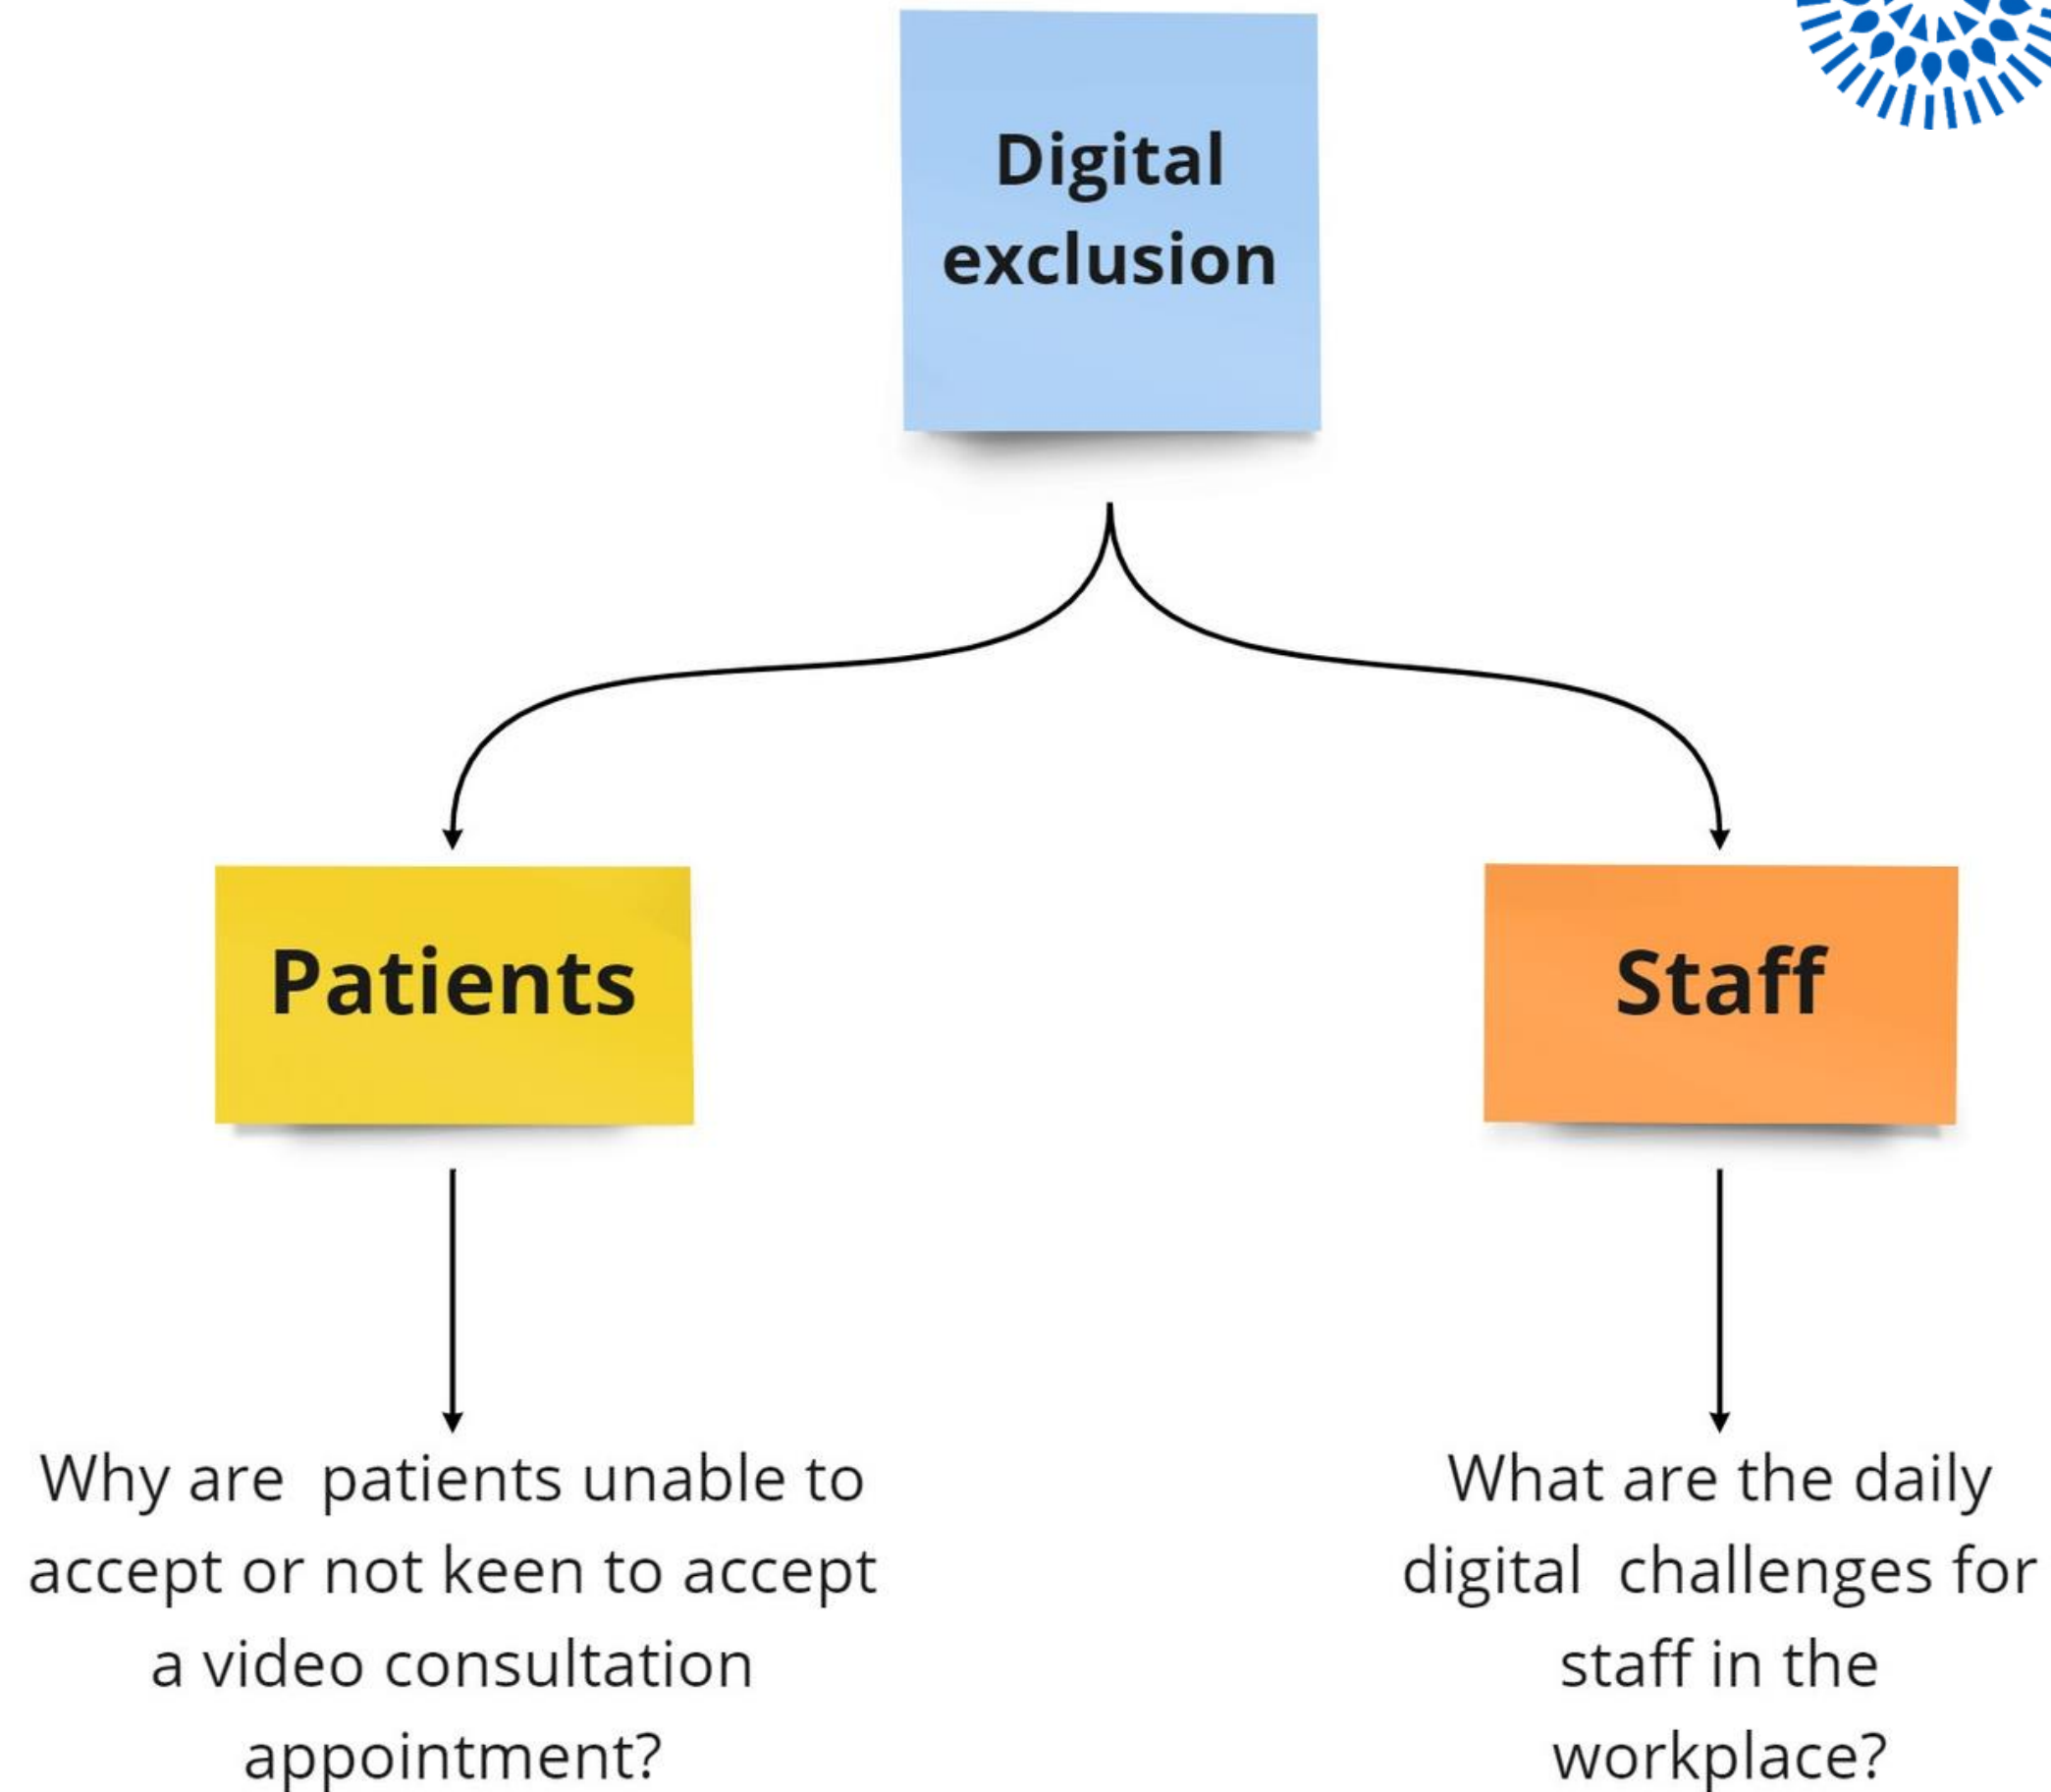 Digital
exclusion
Patients
Staff
Why are  patients unable to
accept or not keen to accept
a video consultation
appointment?
What are the daily
digital  challenges for
staff in the
workplace?